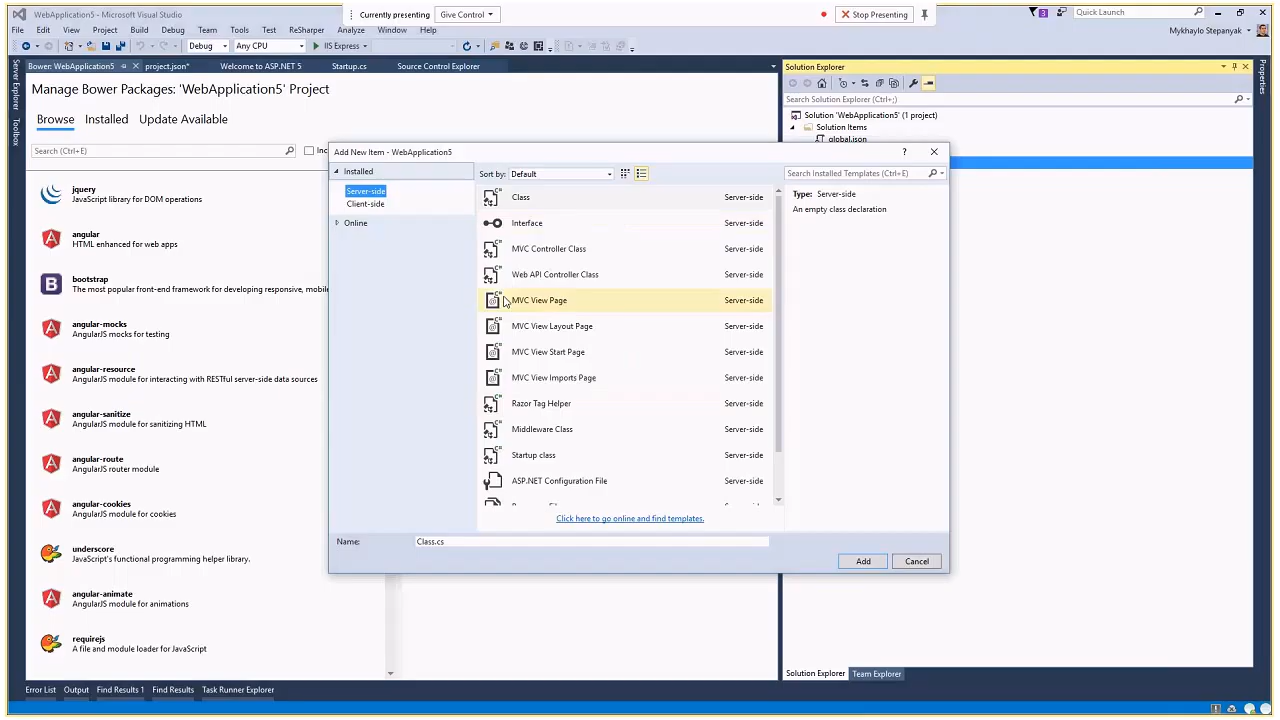 WebApplication5 - Microsoft Visual Studio
Currently presenting
Give Control
Stop Presenting
3
Quick Launch
File Edit View Project Build Debug Team Tools Test ReSharper Analyze Window Help
Mykhaylo Stepanyak
Debug
Any CPU
IIS Express
Server Explorer
Toolbox
Bower: WebApplication5
project.json*
Welcome to ASP.NET 5
Startup.cs
Source Control Explorer
Manage Bower Packages: 'WebApplication5' Project
Browse
Installed
Update Available
Search (Ctrl+E)
Inc
jquery
JavaScript library for DOM operations
angular
HTML enhanced for web apps
bootstrap
The most popular front-end framework for developing responsive, mobile
angular-mocks
AngularJS mocks for testing
angular-resource
AngularJS module for interacting with RESTful server-side data sources
angular-sanitize
AngularJS module for sanitizing HTML
angular-route
AngularJS router module
angular-cookies
AngularJS module for cookies
underscore
JavaScript's functional programming helper library.
angular-animate
AngularJS module for animations
requirejs
A file and module loader for JavaScript
Add New Item - WebApplication5
Installed
Server-side
Client-side
Online
Sort by:
Default
Class Server-side
Interface Server-side
MVC Controller Class Server-side
Web API Controller Class Server-side
MVC View Page Server-side
MVC View Layout Page Server-side
MVC View Start Page Server-side
MVC View Imports Page Server-side
Razor Tag Helper Server-side
Middleware Class Server-side
Startup class Server-side
ASP.NET Configuration File Server-side
Click here to go online and find templates.
Search Installed Templates (Ctrl+E)
Type: Server-side
An empty class declaration
Name:
Class.cs
Add
Cancel
Solution Explorer
Search Solution Explorer (Ctrl+;)
Solution 'WebApplication5' (1 project)
Solution Items
global.json
Properties
Solution Explorer
Team Explorer
Error List
Output
Find Results 1
Find Results
Task Runner Explorer